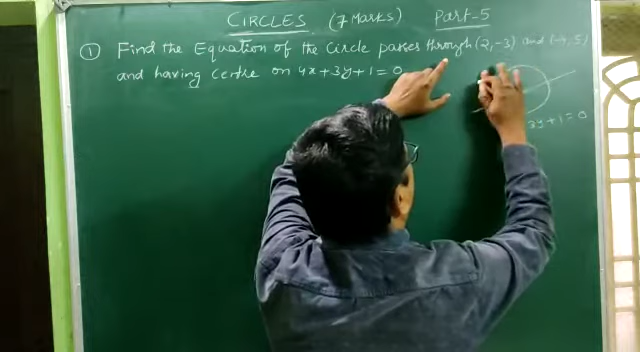 CIRCLES (7 Marks) Part-5
① Find the Equation of the Circle passes through (2,-3) and (-4,5)
and having centre on 4x+3y+1=0
3y+1=0